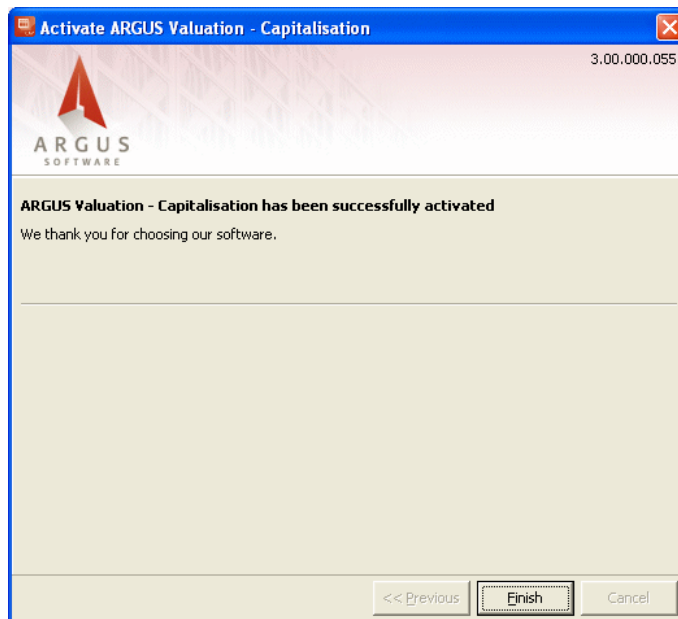 Activate ARGUS Valuation - Capitalisation
3.00.000.055
ARGUS
SOFTWARE
ARGUS Valuation - Capitalisation has been successfully activated
We thank you for choosing our software.
<< Previous
Finish
Cancel